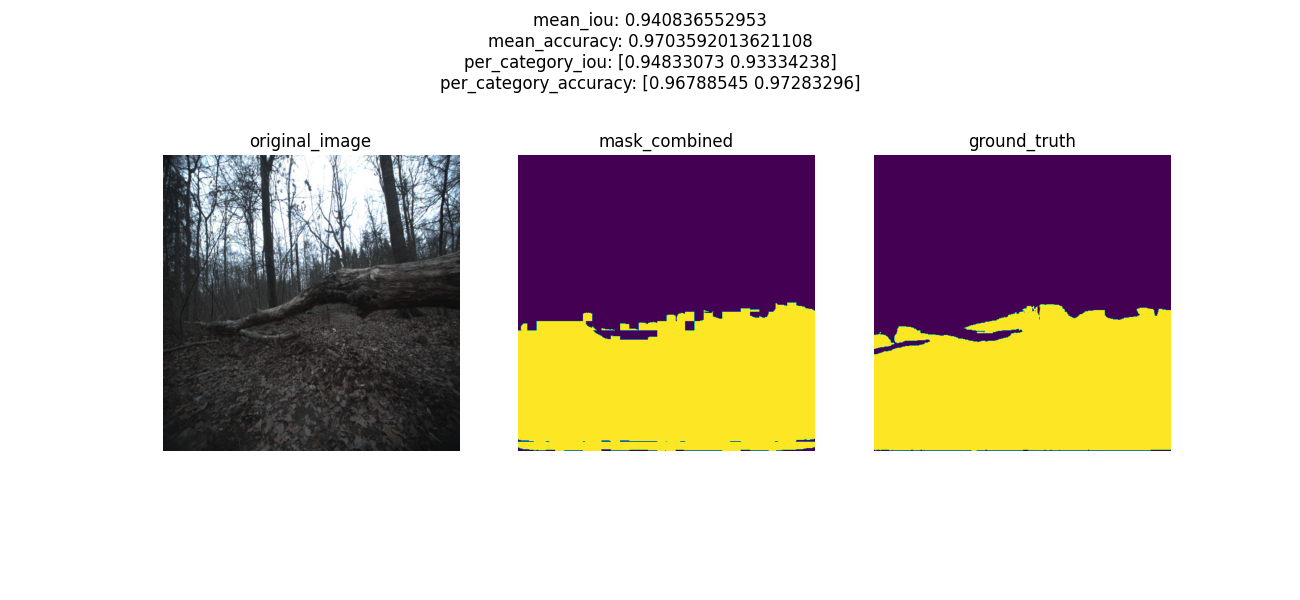 mean_iou: 0.940836552953
mean_accuracy: 0.9703592013621108
per_category_iou: [0.94833073 0.93334238]
per_category_accuracy: [0.96788545 0.97283296]
original_image
mask_combined
ground_truth